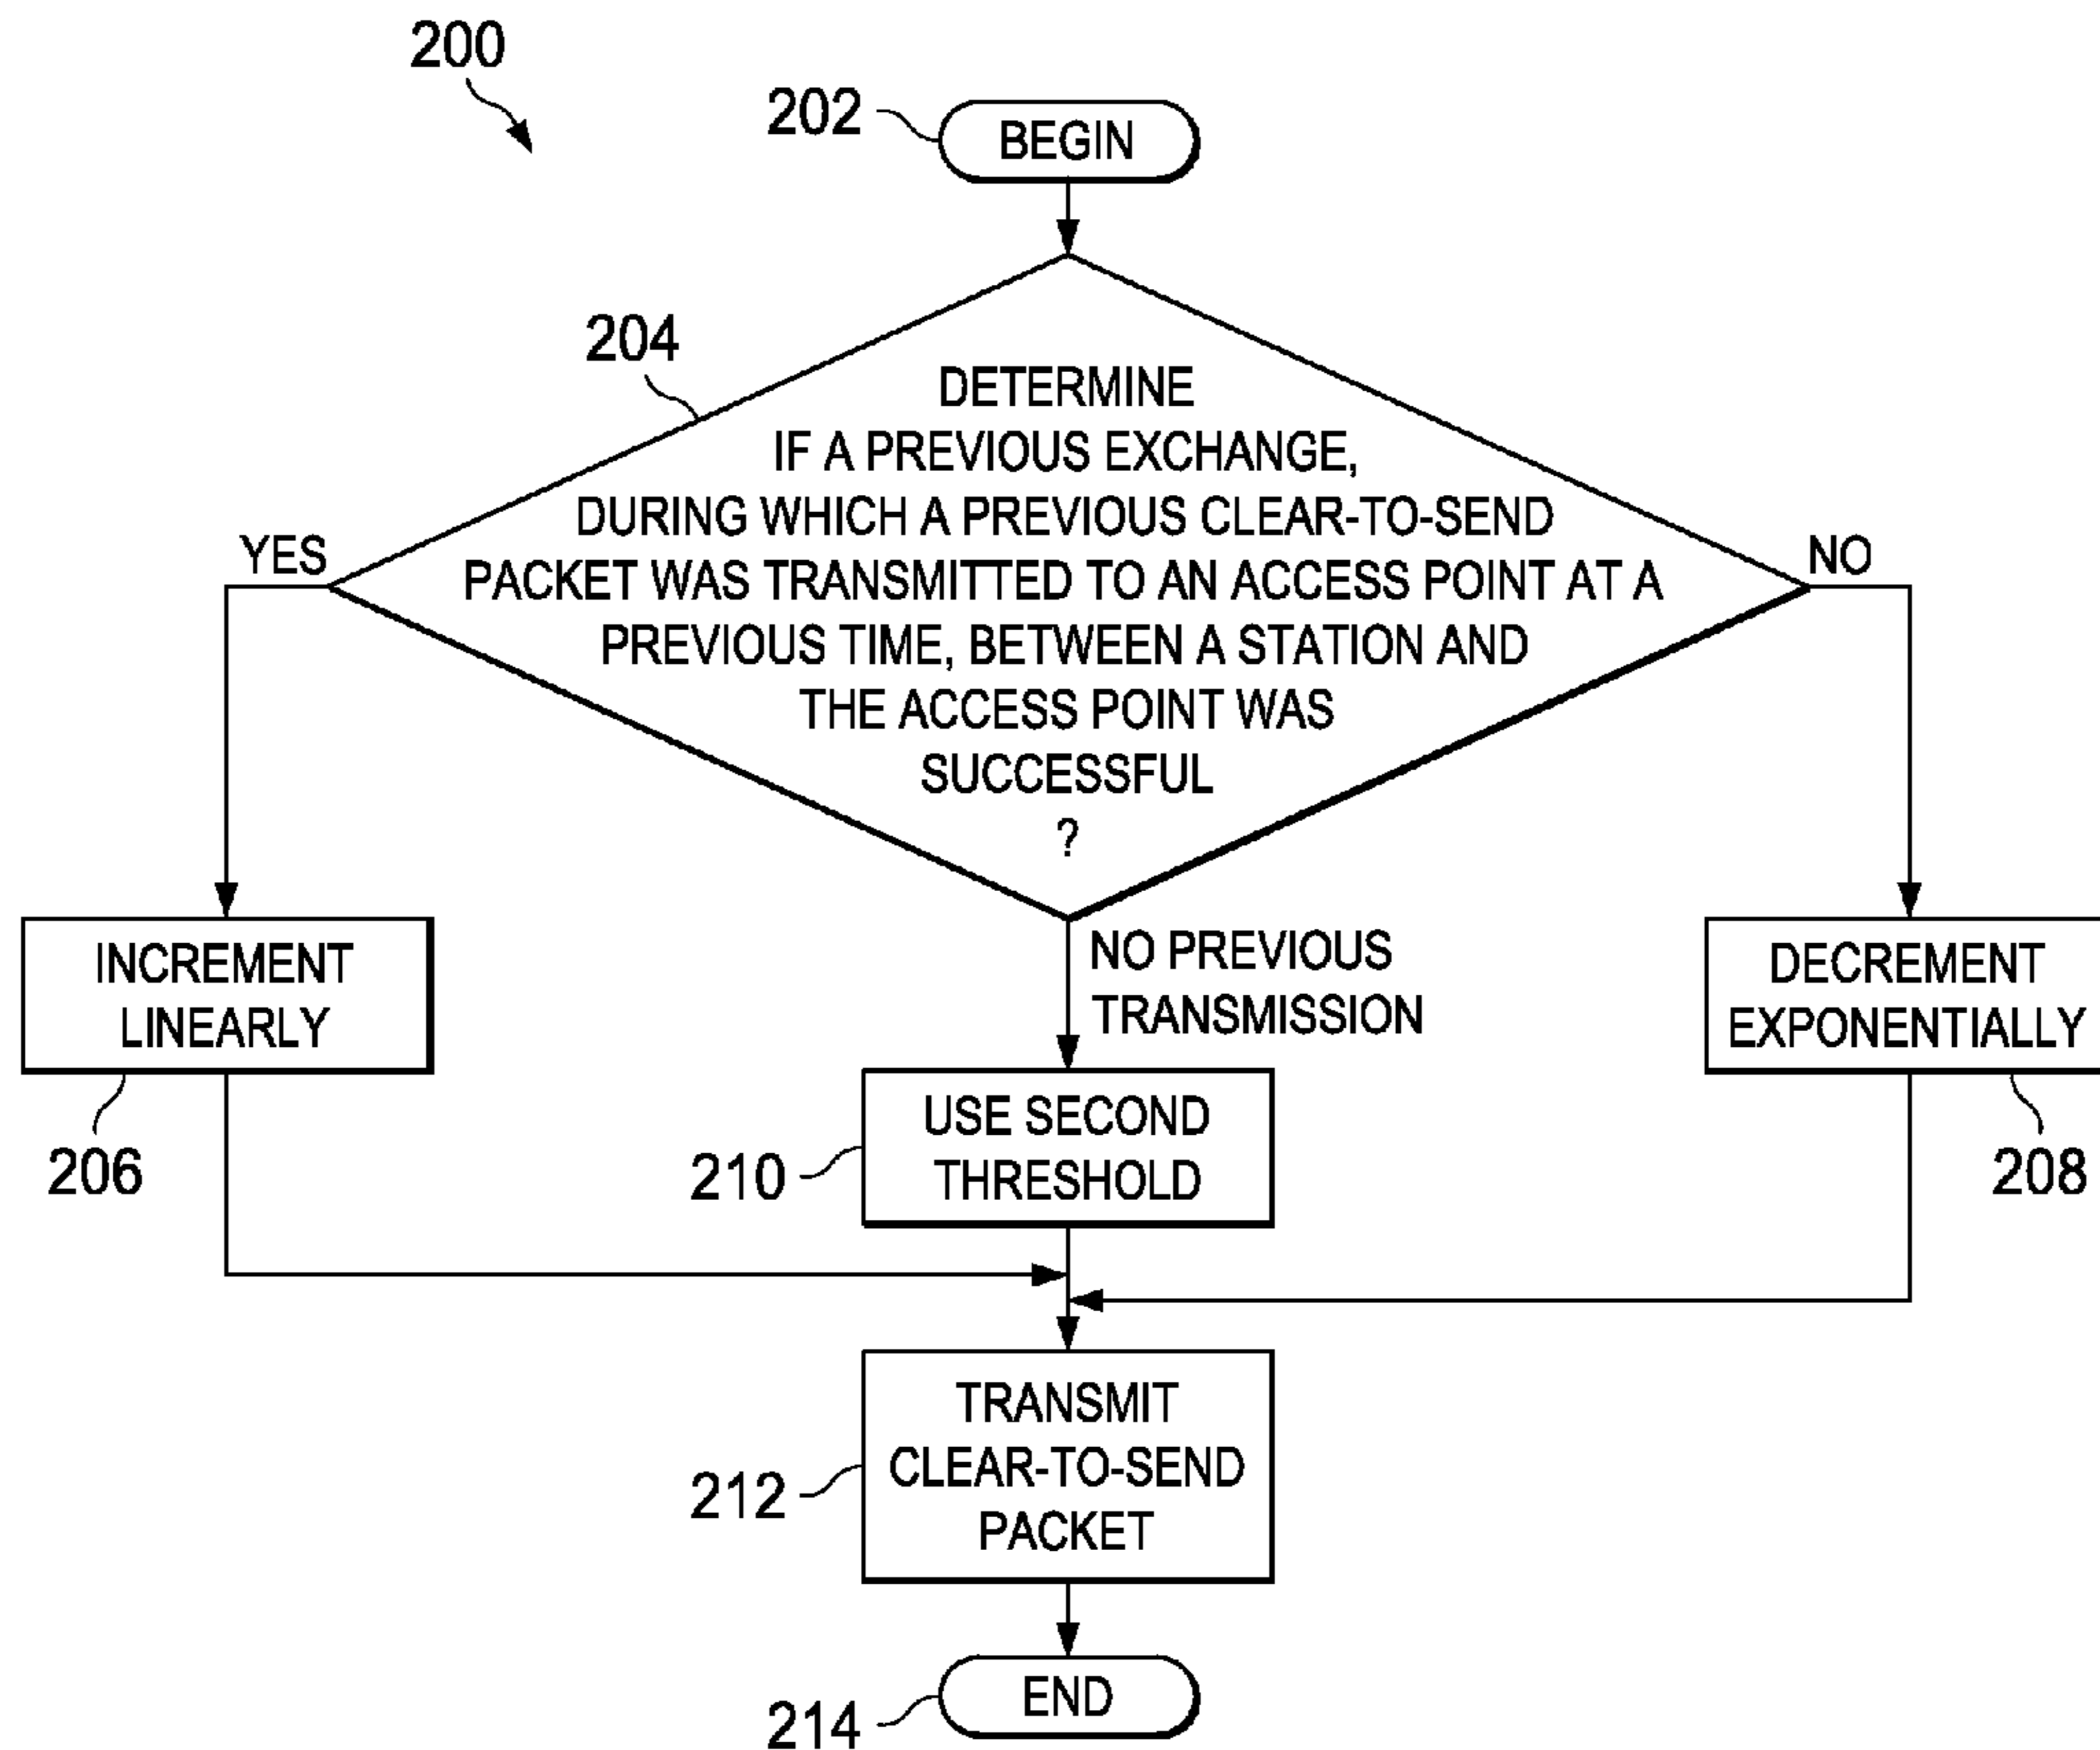 200
202
BEGIN
204
DETERMINE
IF A PREVIOUS EXCHANGE,
DURING WHICH A PREVIOUS CLEAR-TO-SEND
PACKET WAS TRANSMITTED TO AN ACCESS POINT AT A
PREVIOUS TIME, BETWEEN A STATION AND
THE ACCESS POINT WAS
SUCCESSFUL
?
YES
NO
INCREMENT
LINEARLY
206
NO PREVIOUS
TRANSMISSION
DECREMENT
EXPONENTIALLY
208
USE SECOND
THRESHOLD
210
TRANSMIT
CLEAR-TO-SEND
PACKET
212
END
214